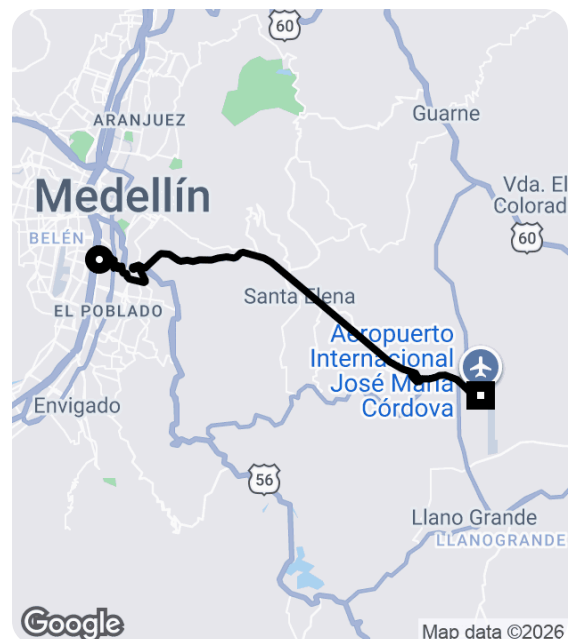 60
ARANJUEZ
Guarne
Medellín
Vda. El
Colorad
BELÉN
60
Santa Elena
EL POBLADO
Aeropuerto
Internacional
José María
Córdova
Envigado
56
Llano Grande
LLANOGRANDE
Google
Map data ©2026